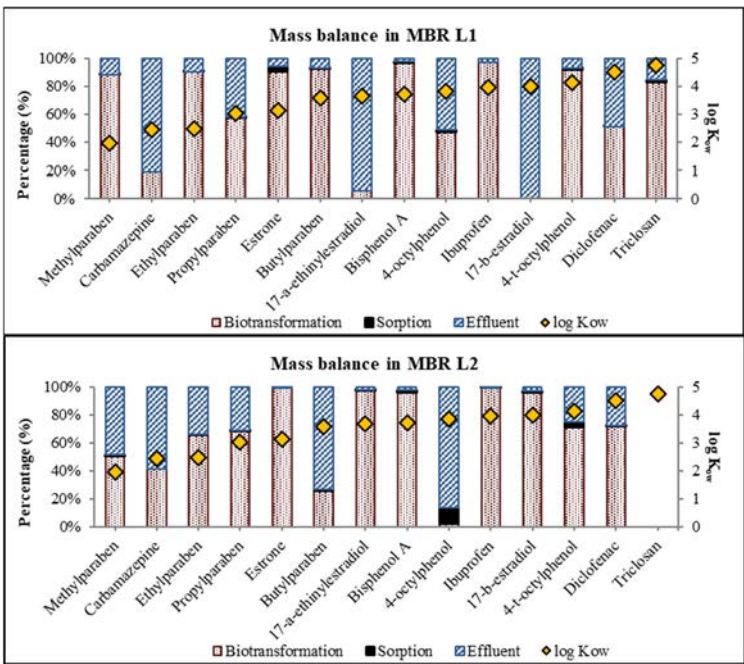 Mass balance in MBR L1
Percentage (%)
100%
80%
60%
40%
20%
0%
5
4
3
2
1
0
log Kow
Methylparaben
Carbamazepine
Ethylparaben
Propylparaben
Estrone
Butylparaben
17-a-ethinylestradiol
Bisphenol A
4-octylphenol
Ibuprofen
17-b-estradiol
4-t-octylphenol
Diclofenac
Triclosan
Biotransformation Sorption Effluent log Kow
Mass balance in MBR L2
Percentage (%)
100%
80%
60%
40%
20%
0%
5
4
3
2
1
0
log Kow
Methylparaben
Carbamazepine
Ethylparaben
Propylparaben
Estrone
Butylparaben
17-a-ethinylestradiol
Bisphenol A
4-octylphenol
Ibuprofen
17-b-estradiol
4-t-octylphenol
Diclofenac
Triclosan
Biotransformation Sorption Effluent log Kow